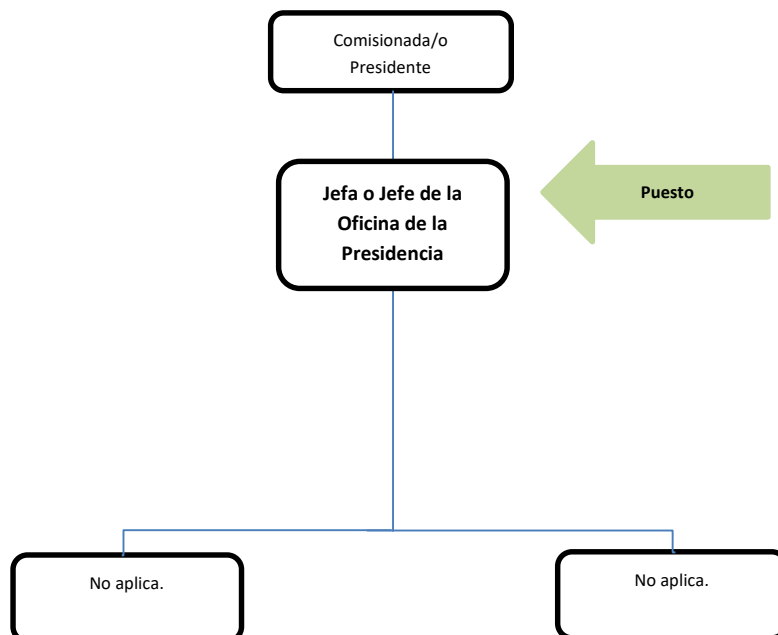 Comisionada/o
Presidente
Jefa o Jefe de la
Oficina de la
Presidencia
Puesto
No aplica.
No aplica.